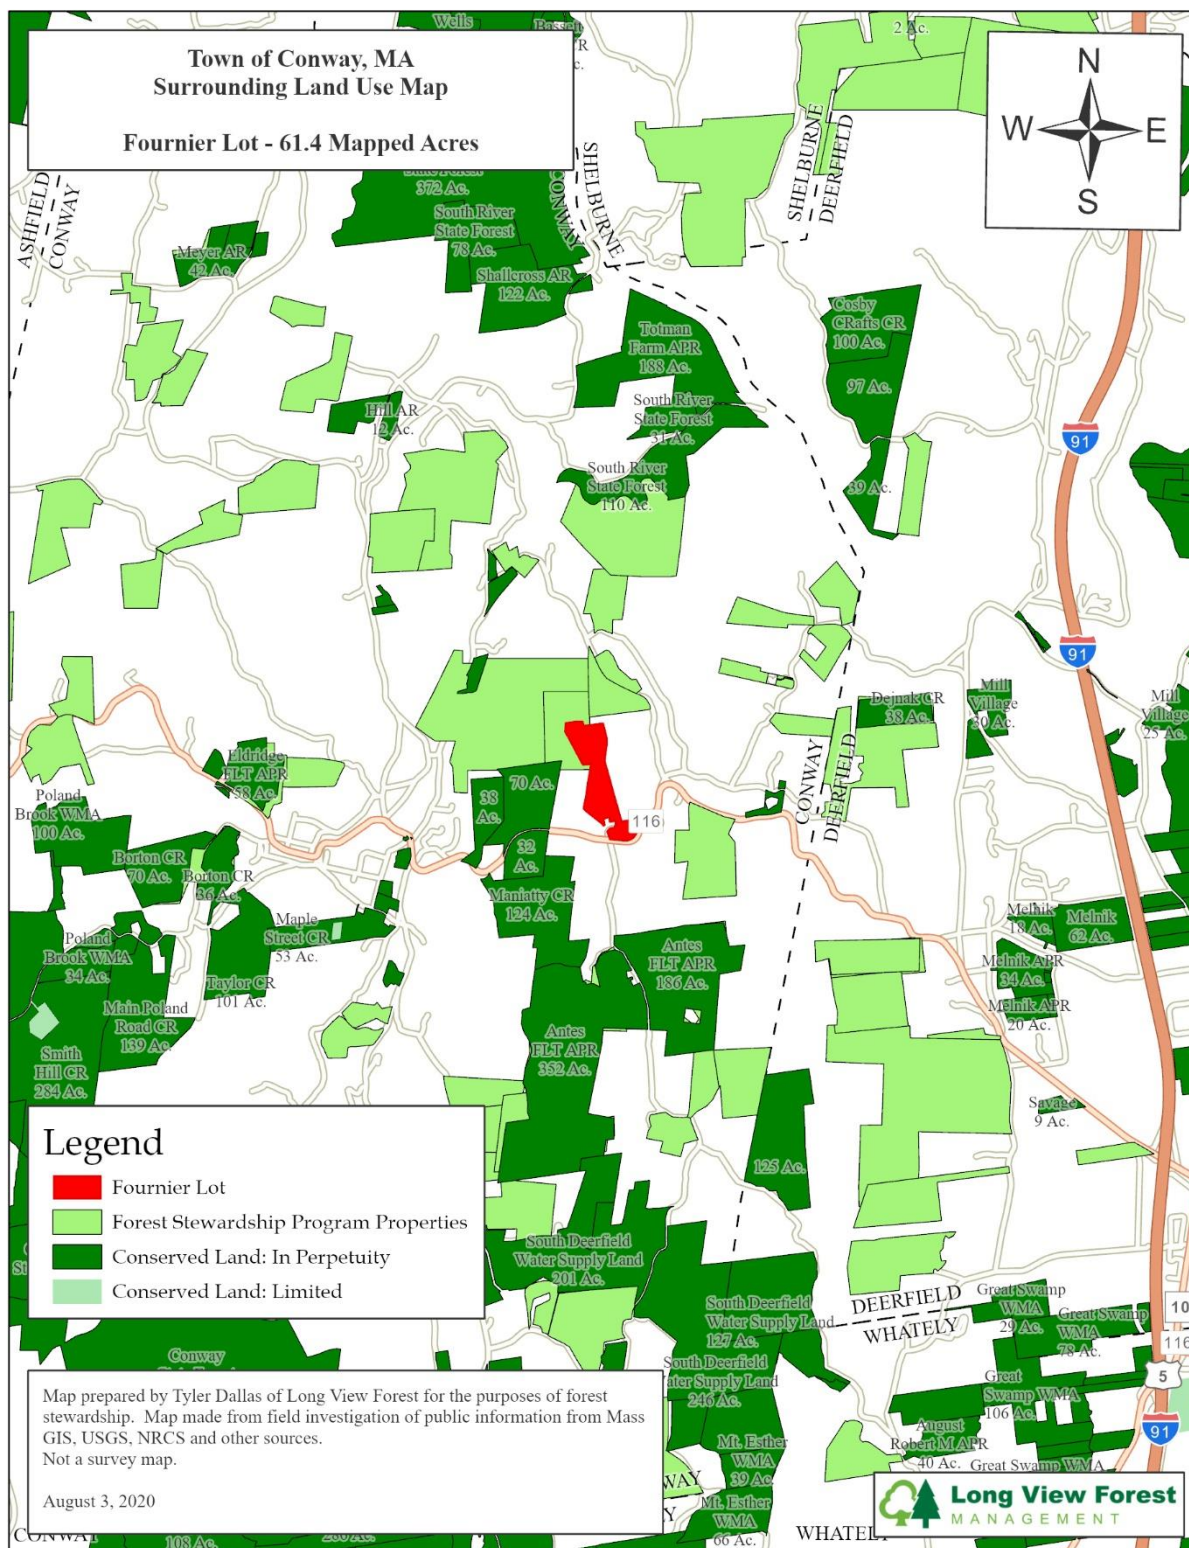 Wells
Town of Conway, MA
Surrounding Land Use Map
Fournier Lot - 61.4 Mapped Acres
2 Ac.
N
W
E
S
SHELBURNE
CONWAY
SHELBURNE
DEERFIELD
ASHFIELD
CONWAY
372 Ac.
South River
State Forest
78 Ac.
SHELBURNE
Meyer AR
42 Ac.
Shallcross AR
122 Ac.
Totman
Farm APR
188 Ac.
Cosby
CRafts CR
100 Ac.
97 Ac.
Hill AR
12 Ac.
South River
State Forest
31 Ac.
91
South River
State Forest
110 Ac.
39 Ac.
91
Dejnak CR
38 Ac.
Mill
Village
30 Ac.
Mill
Village
25 Ac.
CONWAY
DEERFIELD
Eldridge
FLT APR
58 Ac.
70 Ac.
38
Ac.
116
32
Ac.
Poland
Brook WMA
100 Ac.
Borton CR
70 Ac.
Borton CR
36 Ac.
Maniatty CR
124 Ac.
Maple
Street CR
53 Ac.
Melnik
18 Ac.
Melnik
62 Ac.
Poland
Brook WMA
34 Ac.
Antes
FLT APR
186 Ac.
Melnik APR
34 Ac.
Taylor CR
101 Ac.
Melnik APR
20 Ac.
Main Poland
Road CR
139 Ac.
Antes
FLT APR
352 Ac.
Smith
Hill CR
284 Ac.
Savage
9 Ac.
125 Ac.
Legend
Fournier Lot
Forest Stewardship Program Properties
Conserved Land: In Perpetuity
Conserved Land: Limited
South Deerfield
Water Supply Land
201 Ac.
DEERFIELD
WHATELY
South Deerfield
Water Supply Land
127 Ac.
Great Swamp
WMA
29 Ac.
Great Swamp
WMA
78 Ac.
10
116
5
Conway
South Deerfield
Water Supply Land
246 Ac.
Great
Swamp WMA
106 Ac.
August
Robert M APR
40 Ac.
Great Swamp WMA
91
Mt. Esther
WMA
39 Ac.
Mt. Esther
WMA
66 Ac.
Map prepared by Tyler Dallas of Long View Forest for the purposes of forest
stewardship. Map made from field investigation of public information from Mass
GIS, USGS, NRCS and other sources.
Not a survey map.
August 3, 2020
CONWAY
108 Ac.
WHATELY
Long View Forest
MANAGEMENT